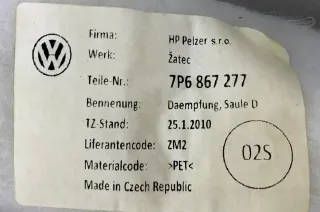 Firma: HP Pelzer s.r.o.
Werk: Žatec
Teile-Nr.: 7P6 867 277
Bennenung: Daempfung, Saule D
TZ-Stand: 25.1.2010
Liferantencode: ZM2
Materialcode: >PET<
Made in Czech Republic
02S